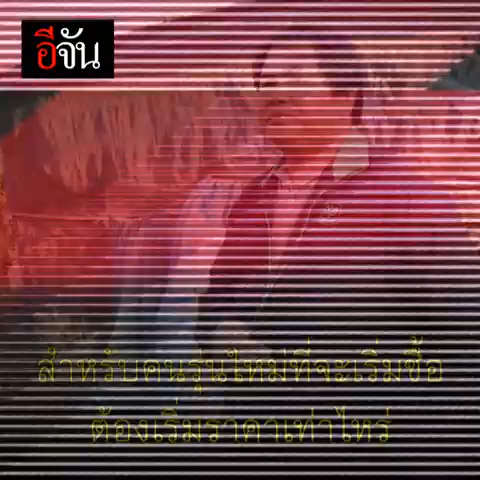 อีจัน
สำหรับคนรุ่นใหม่ที่จะเริ่มซื้อ
ต้องเริ่มราคาเท่าไหร่